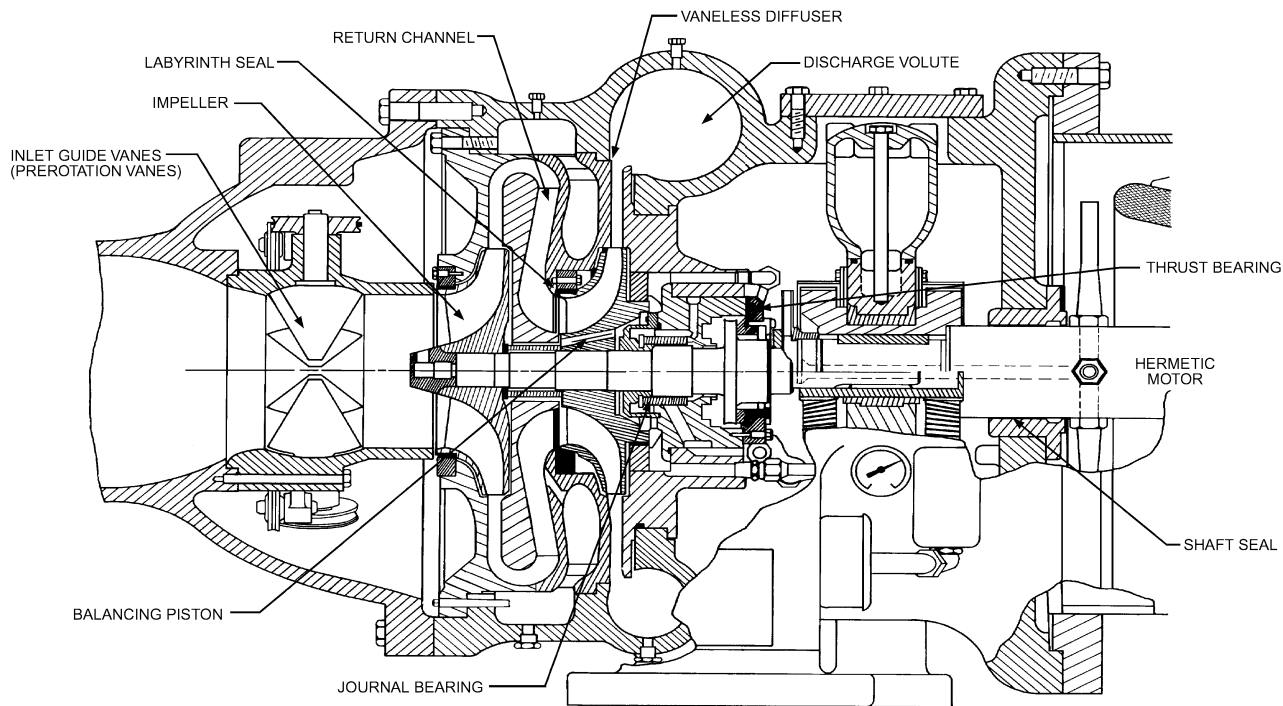 VANELESS DIFFUSER
RETURN CHANNEL
LABYRINTH SEAL
DISCHARGE VOLUTE
IMPELLER
INLET GUIDE VANES
(PREROTATION VANES)
THRUST BEARING
HERMETIC
MOTOR
SHAFT SEAL
BALANCING PISTON
JOURNAL BEARING